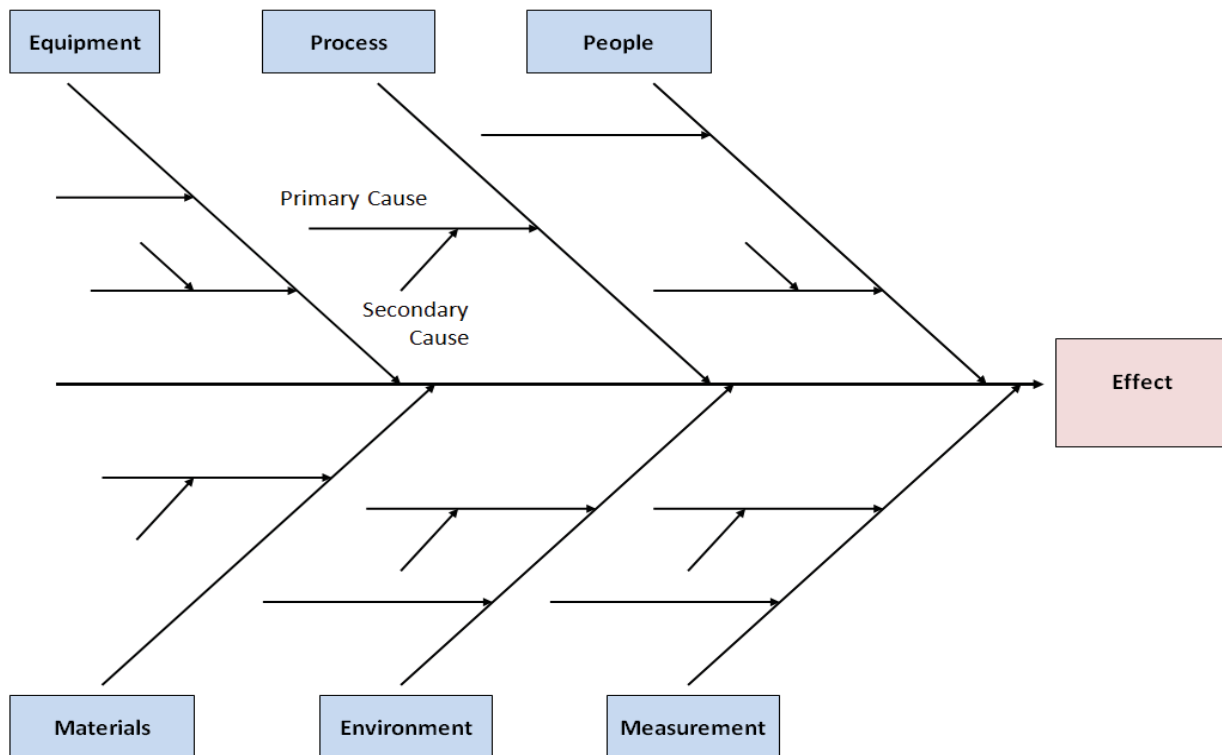 Equipment
Process
People
Primary Cause
Secondary
Cause
Effect
Materials
Environment
Measurement